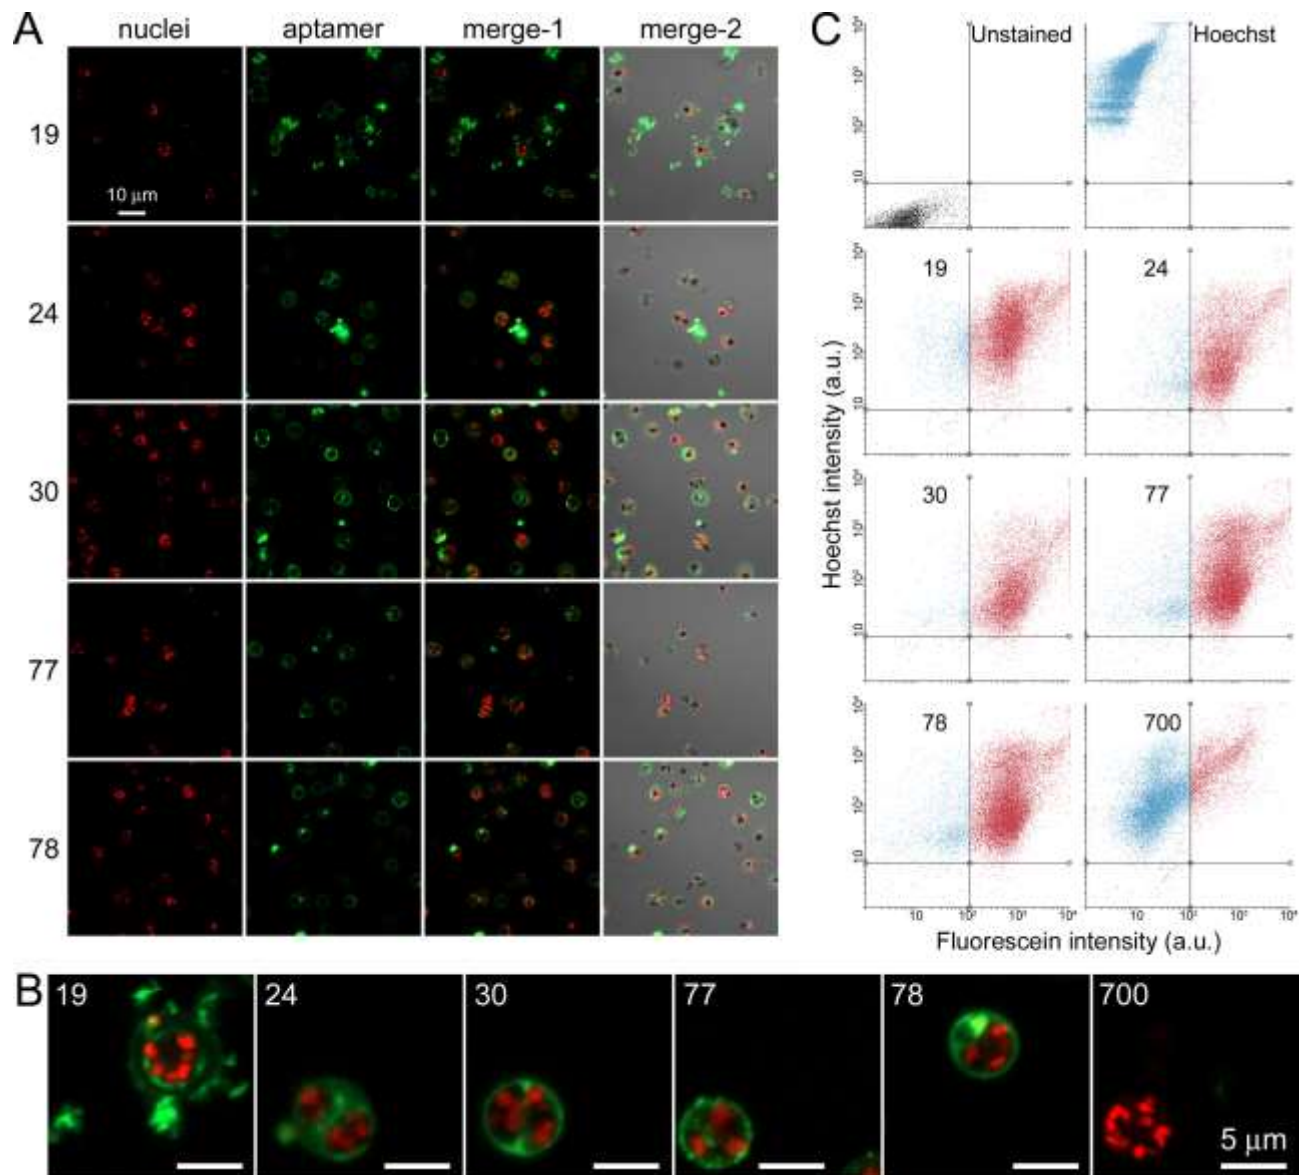 A
nuclei aptamer merge-1 merge-2
19
10 μm
24
30
77
78
C
Unstained Hoechst
19 24
30 77
78 700
Hoechst intensity (a.u.)
Fluorescein intensity (a.u.)
B
19 24 30 77 78 700
5 μm